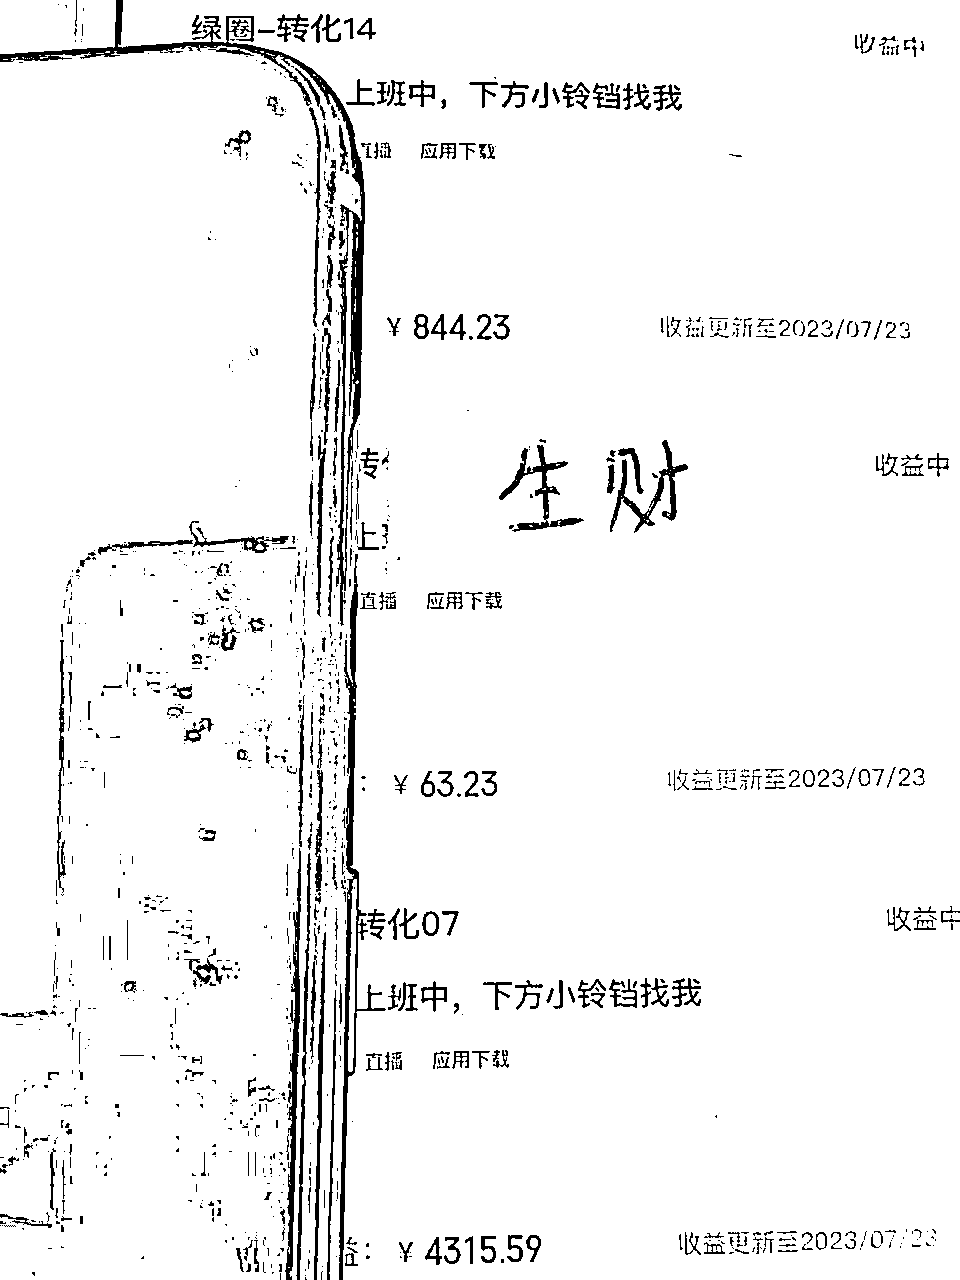 绿圈-转化14 收益中
上班中，下方小铃铛找我
直播 应用下载
¥ 844.23 收益更新至2023/07/23
转 生财 收益中
上
直播 应用下载
: ¥ 63.23 收益更新至2023/07/23
转化07 收益中
上班中，下方小铃铛找我
直播 应用下载
益: ¥ 4315.59 收益更新至2023/07/23